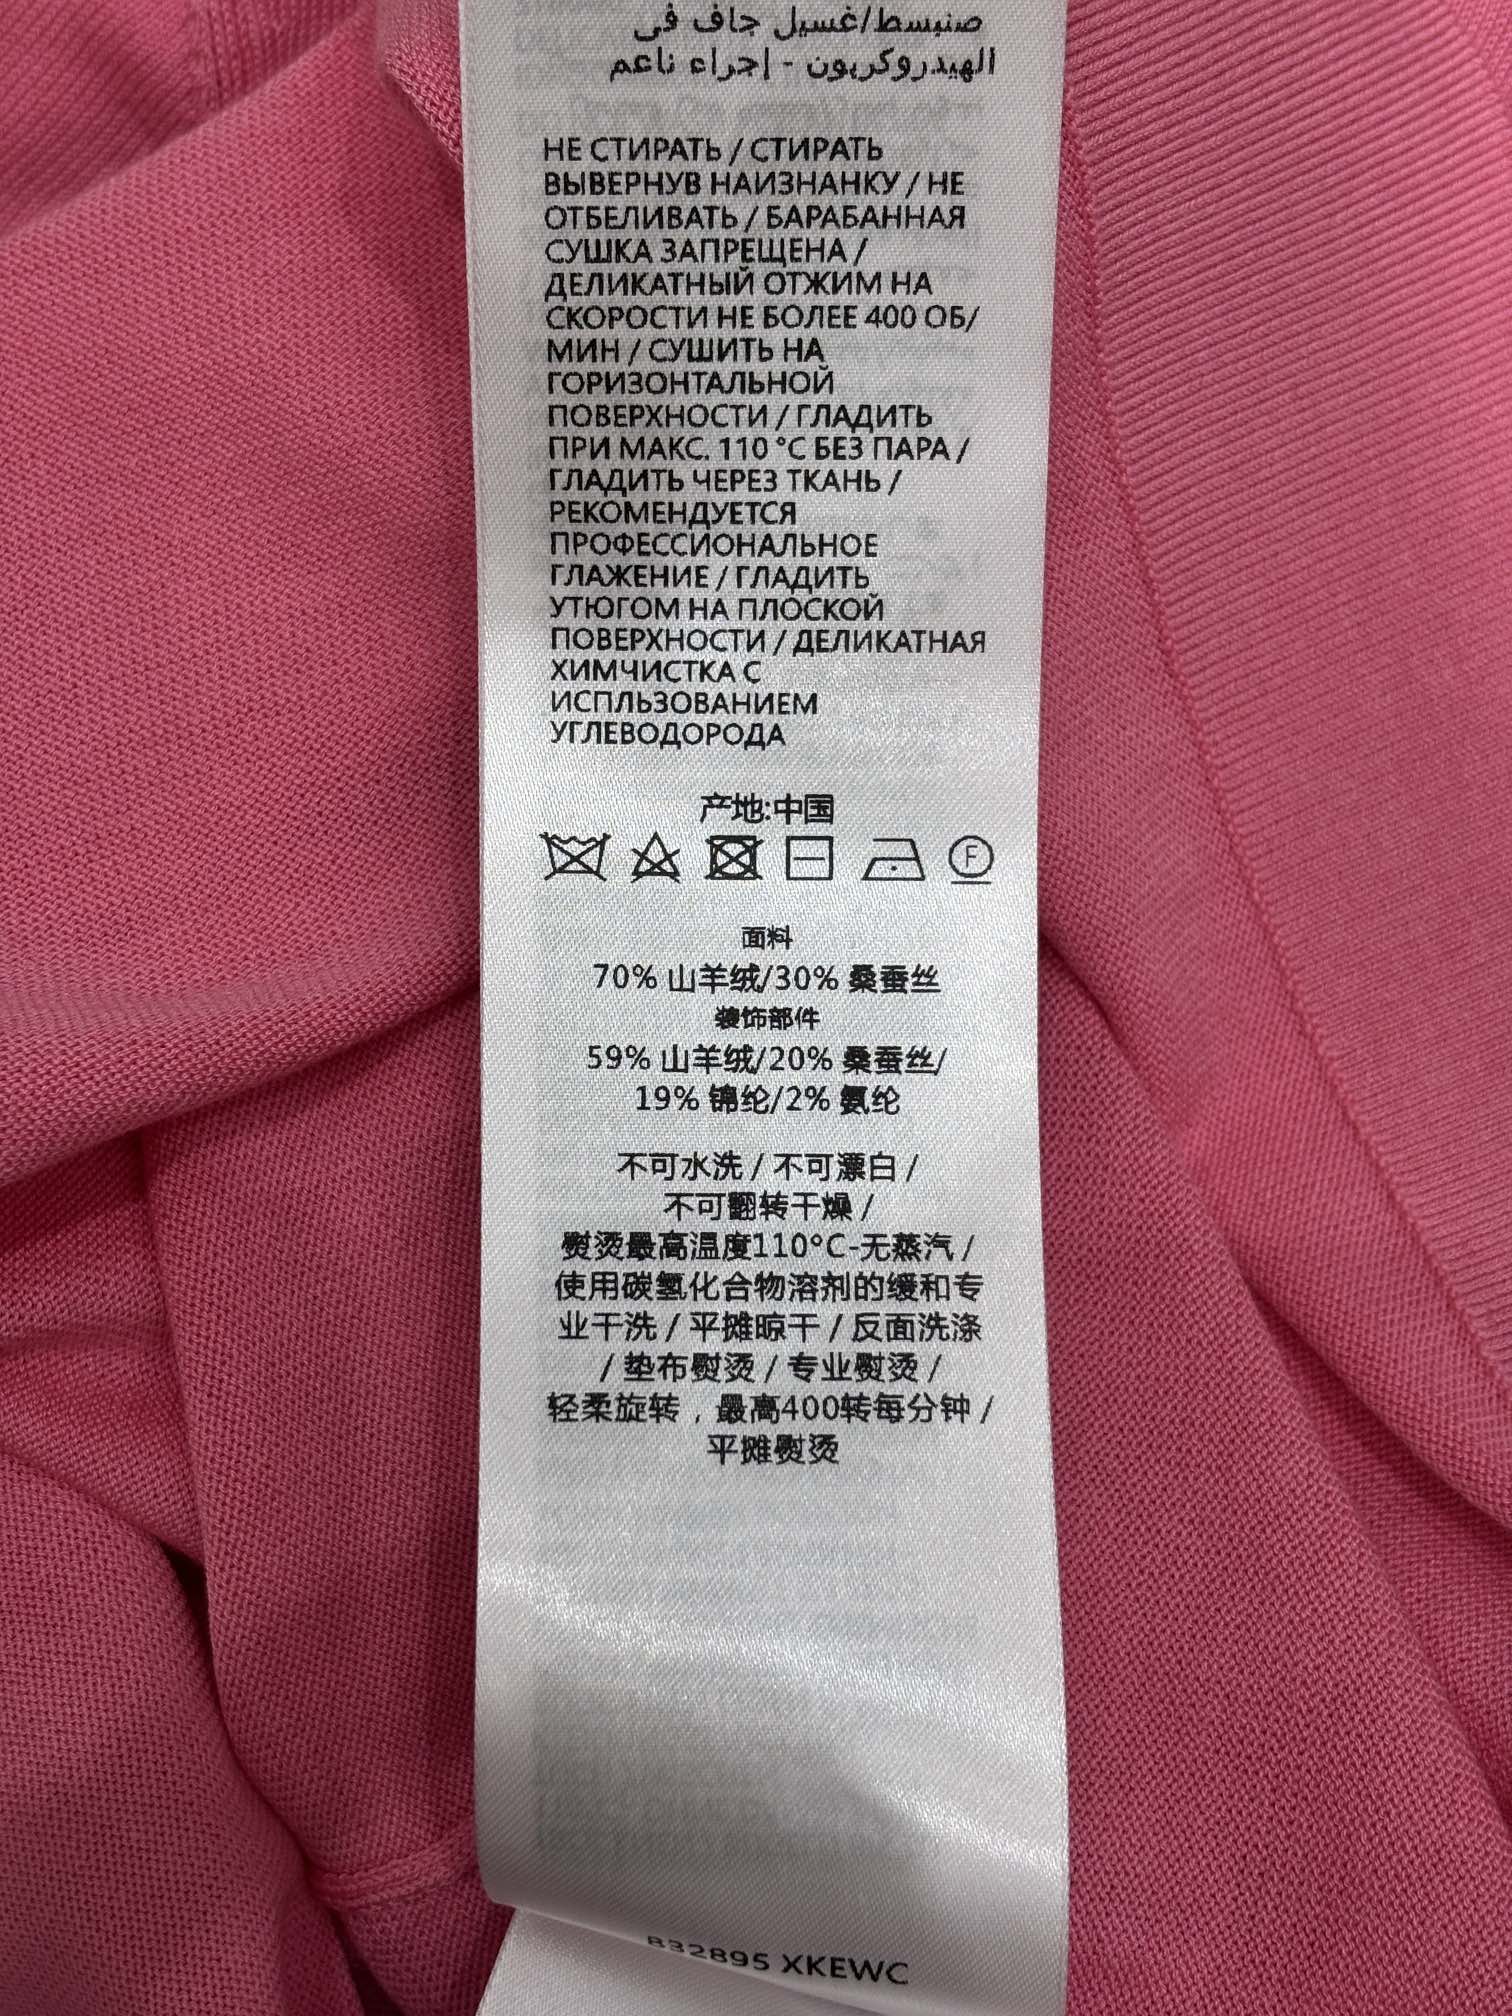 صنبسط/غسيل جاف في
الهيدروكربون - إجراء ناعم
НЕ СТИРАТЬ / СТИРАТЬ
ВЫВЕРНУВ НАИЗНАНКУ / НЕ
ОТБЕЛИВАТЬ / БАРАБАННАЯ
СУШКА ЗАПРЕЩЕНА /
ДЕЛИКАТНЫЙ ОТЖИМ НА
СКОРОСТИ НЕ БОЛЕЕ 400 ОБ/
МИН / СУШИТЬ НА
ГОРИЗОНТАЛЬНОЙ
ПОВЕРХНОСТИ / ГЛАДИТЬ
ПРИ МАКС. 110 °C БЕЗ ПАРА /
ГЛАДИТЬ ЧЕРЕЗ ТКАНЬ /
РЕКОМЕНДУЕТСЯ
ПРОФЕССИОНАЛЬНОЕ
ГЛАЖЕНИЕ / ГЛАДИТЬ
УТЮГОМ НА ПЛОСКОЙ
ПОВЕРХНОСТИ / ДЕЛИКАТНАЯ
ХИМЧИСТКА С
ИСПЛЬЗОВАНИЕМ
УГЛЕВОДОРОДА
产地:中国
F
面料
70% 山羊绒/30% 桑蚕丝
装饰部件
59% 山羊绒/20% 桑蚕丝/
19% 锦纶/2% 氨纶
不可水洗 / 不可漂白 /
不可翻转干燥 /
熨烫最高温度110°C-无蒸汽 /
使用碳氢化合物溶剂的缓和专
业干洗 / 平摊晾干 / 反面洗涤
/ 垫布熨烫 / 专业熨烫 /
轻柔旋转，最高400转每分钟 /
平摊熨烫
832895 XKEWC